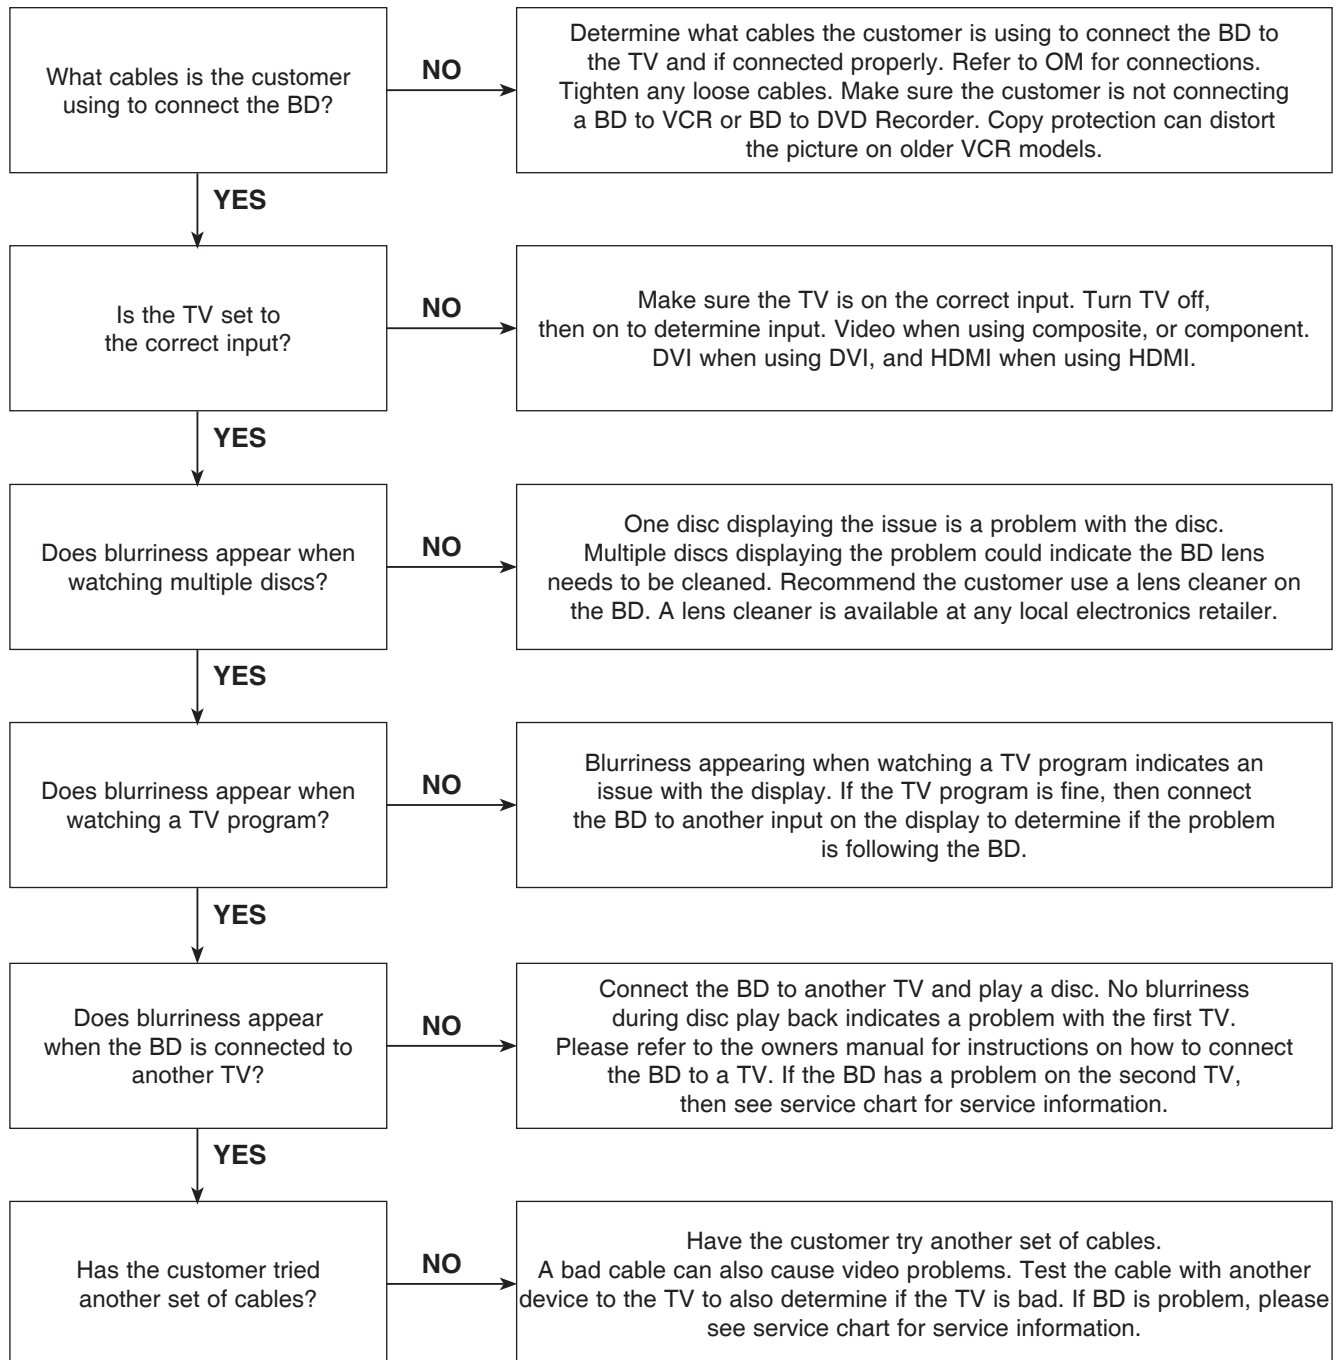 What cables is the customer
using to connect the BD?
NO
Determine what cables the customer is using to connect the BD to
the TV and if connected properly. Refer to OM for connections.
Tighten any loose cables. Make sure the customer is not connecting
a BD to VCR or BD to DVD Recorder. Copy protection can distort
the picture on older VCR models.
YES
Is the TV set to
the correct input?
NO
Make sure the TV is on the correct input. Turn TV off,
then on to determine input. Video when using composite, or component.
DVI when using DVI, and HDMI when using HDMI.
YES
Does blurriness appear when
watching multiple discs?
NO
One disc displaying the issue is a problem with the disc.
Multiple discs displaying the problem could indicate the BD lens
needs to be cleaned. Recommend the customer use a lens cleaner on
the BD. A lens cleaner is available at any local electronics retailer.
YES
Does blurriness appear when
watching a TV program?
NO
Blurriness appearing when watching a TV program indicates an
issue with the display. If the TV program is fine, then connect
the BD to another input on the display to determine if the problem
is following the BD.
YES
Does blurriness appear
when the BD is connected to
another TV?
NO
Connect the BD to another TV and play a disc. No blurriness
during disc play back indicates a problem with the first TV.
Please refer to the owners manual for instructions on how to connect
the BD to a TV. If the BD has a problem on the second TV,
then see service chart for service information.
YES
Has the customer tried
another set of cables?
NO
Have the customer try another set of cables.
A bad cable can also cause video problems. Test the cable with another
device to the TV to also determine if the TV is bad. If BD is problem, please
see service chart for service information.